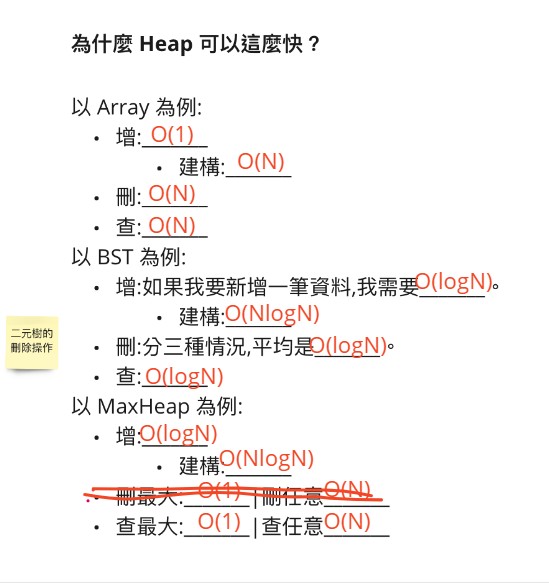 為什麼 Heap 可以這麼快？
以 Array 為例:
• 增:O(1)
• 建構:O(N)
• 刪:O(N)
• 查:O(N)
以 BST 為例:
• 增:如果我要新增一筆資料,我需要O(logN)。
• 建構:O(NlogN)
二元樹的
刪除操作
• 刪:分三種情況,平均是O(logN)。
• 查:O(logN)
以 MaxHeap 為例:
• 增:O(logN)
• 建構:O(NlogN)
• 刪最大:O(1)|刪任意O(N)
• 查最大:O(1)|查任意O(N)